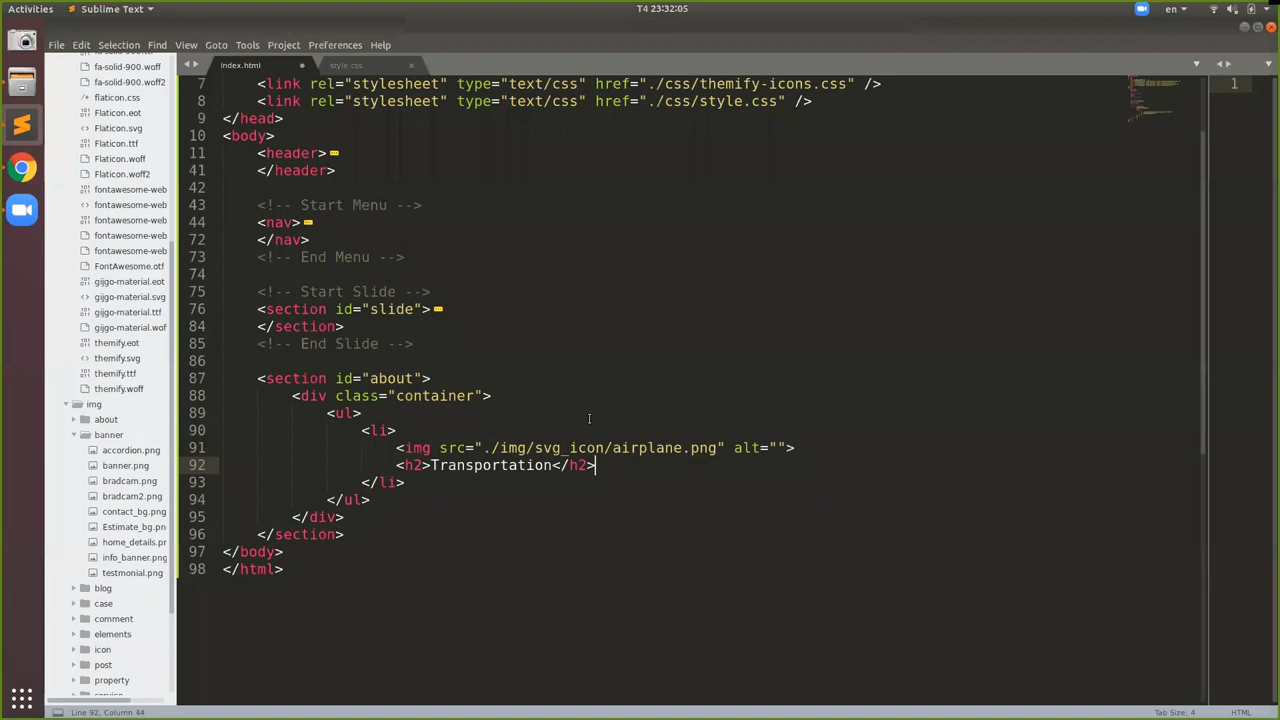 Activities
Sublime Text
T4 23:32:05
en
File Edit Selection Find View Goto Tools Project Preferences Help
index.html
style.css
fa-solid-900.woff
fa-solid-900.woff2
flaticon.css
Flaticon.eot
Flaticon.svg
Flaticon.ttf
Flaticon.woff
Flaticon.woff2
fontawesome-web
fontawesome-web
fontawesome-web
fontawesome-web
fontawesome-web
FontAwesome.otf
gijgo-material.eot
gijgo-material.svg
gijgo-material.ttf
gijgo-material.wof
themify.eot
themify.svg
themify.ttf
themify.woff
img
about
banner
accordion.png
banner.png
bradcam.png
bradcam2.png
contact_bg.png
Estimate_bg.pn
home_details.pr
info_banner.png
testmonial.png
blog
case
comment
elements
icon
post
property
7 <link rel="stylesheet" type="text/css" href="./css/themify-icons.css" />
8 <link rel="stylesheet" type="text/css" href="./css/style.css" />
9 </head>
10 <body>
11 <header>
41 </header>
42
43 <!-- Start Menu -->
44 <nav>
72 </nav>
73 <!-- End Menu -->
74
75 <!-- Start Slide -->
76 <section id="slide">
84 </section>
85 <!-- End Slide -->
86
87 <section id="about">
88 <div class="container">
89 <ul>
90 <li>
91 <img src="./img/svg_icon/airplane.png" alt="">
92 <h2>Transportation</h2>
93 </li>
94 </ul>
95 </div>
96 </section>
97 </body>
98 </html>
1
Line 92, Column 44
Tab Size: 4
HTML